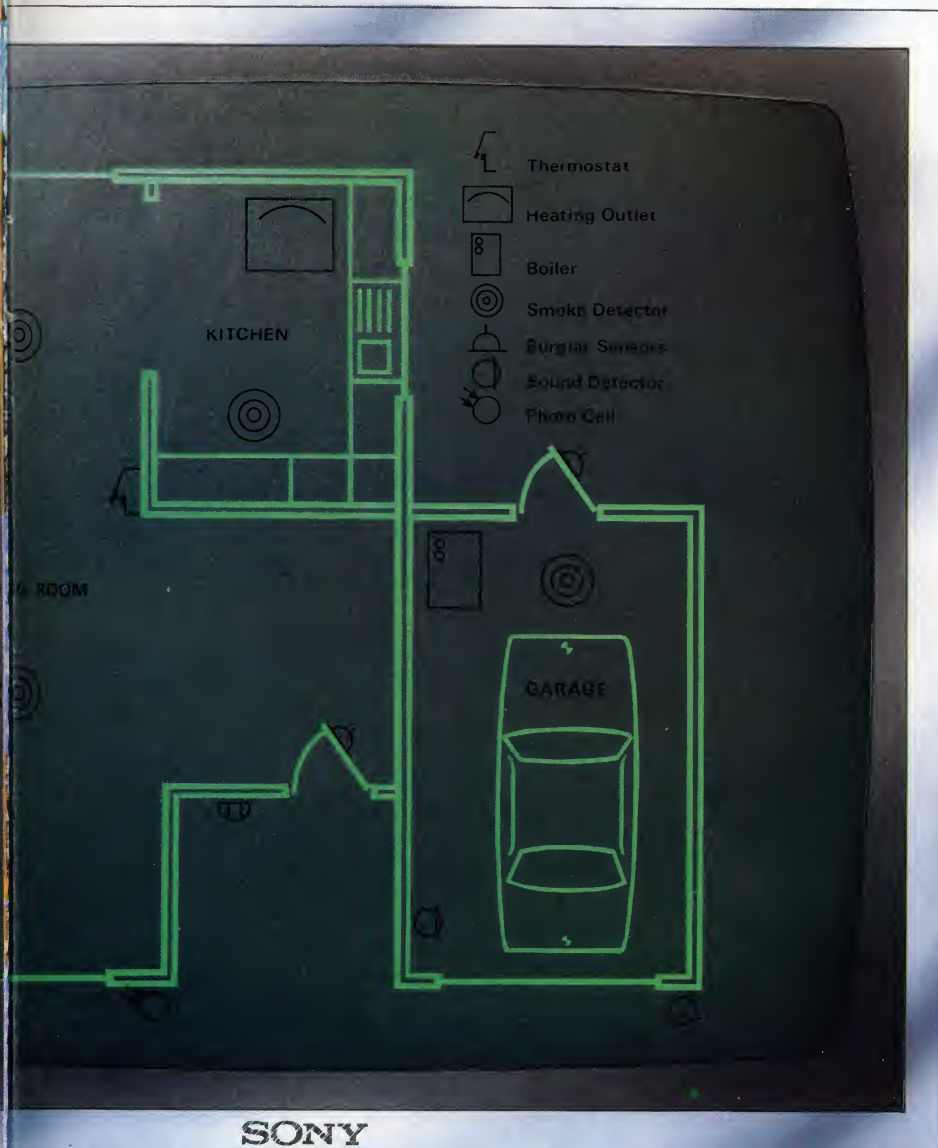 Thermostat
Heating Outlet
Boiler
Smoke Detector
Burglar Sensors
Sound Detector
Photo Cell
KITCHEN
ROOM
GARAGE
SONY